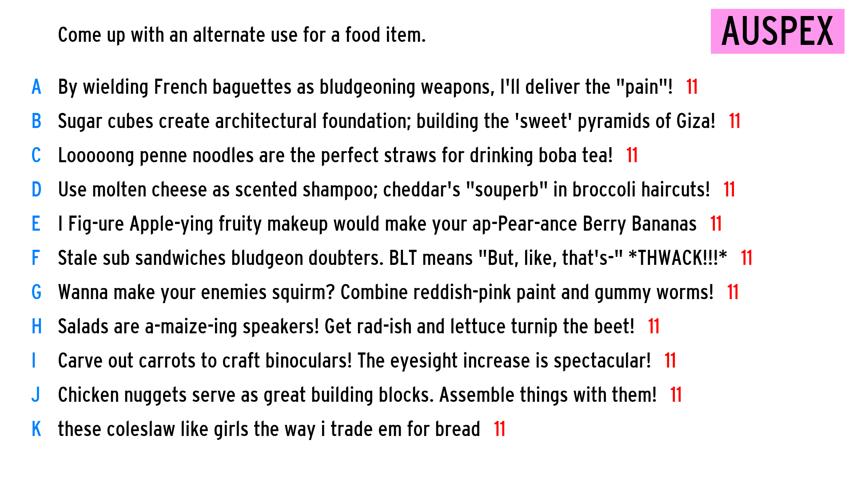 Come up with an alternate use for a food item.
AUSPEX
A By wielding French baguettes as bludgeoning weapons, I'll deliver the "pain"! 11
B Sugar cubes create architectural foundation; building the 'sweet' pyramids of Giza! 11
C Looooong penne noodles are the perfect straws for drinking boba tea! 11
D Use molten cheese as scented shampoo; cheddar's "souperb" in broccoli haircuts! 11
E I Fig-ure Apple-ying fruity makeup would make your ap-Pear-ance Berry Bananas 11
F Stale sub sandwiches bludgeon doubters. BLT means "But, like, that's-" *THWACK!!!* 11
G Wanna make your enemies squirm? Combine reddish-pink paint and gummy worms! 11
H Salads are a-maize-ing speakers! Get rad-ish and lettuce turnip the beet! 11
I Carve out carrots to craft binoculars! The eyesight increase is spectacular! 11
J Chicken nuggets serve as great building blocks. Assemble things with them! 11
K these coleslaw like girls the way i trade em for bread 11